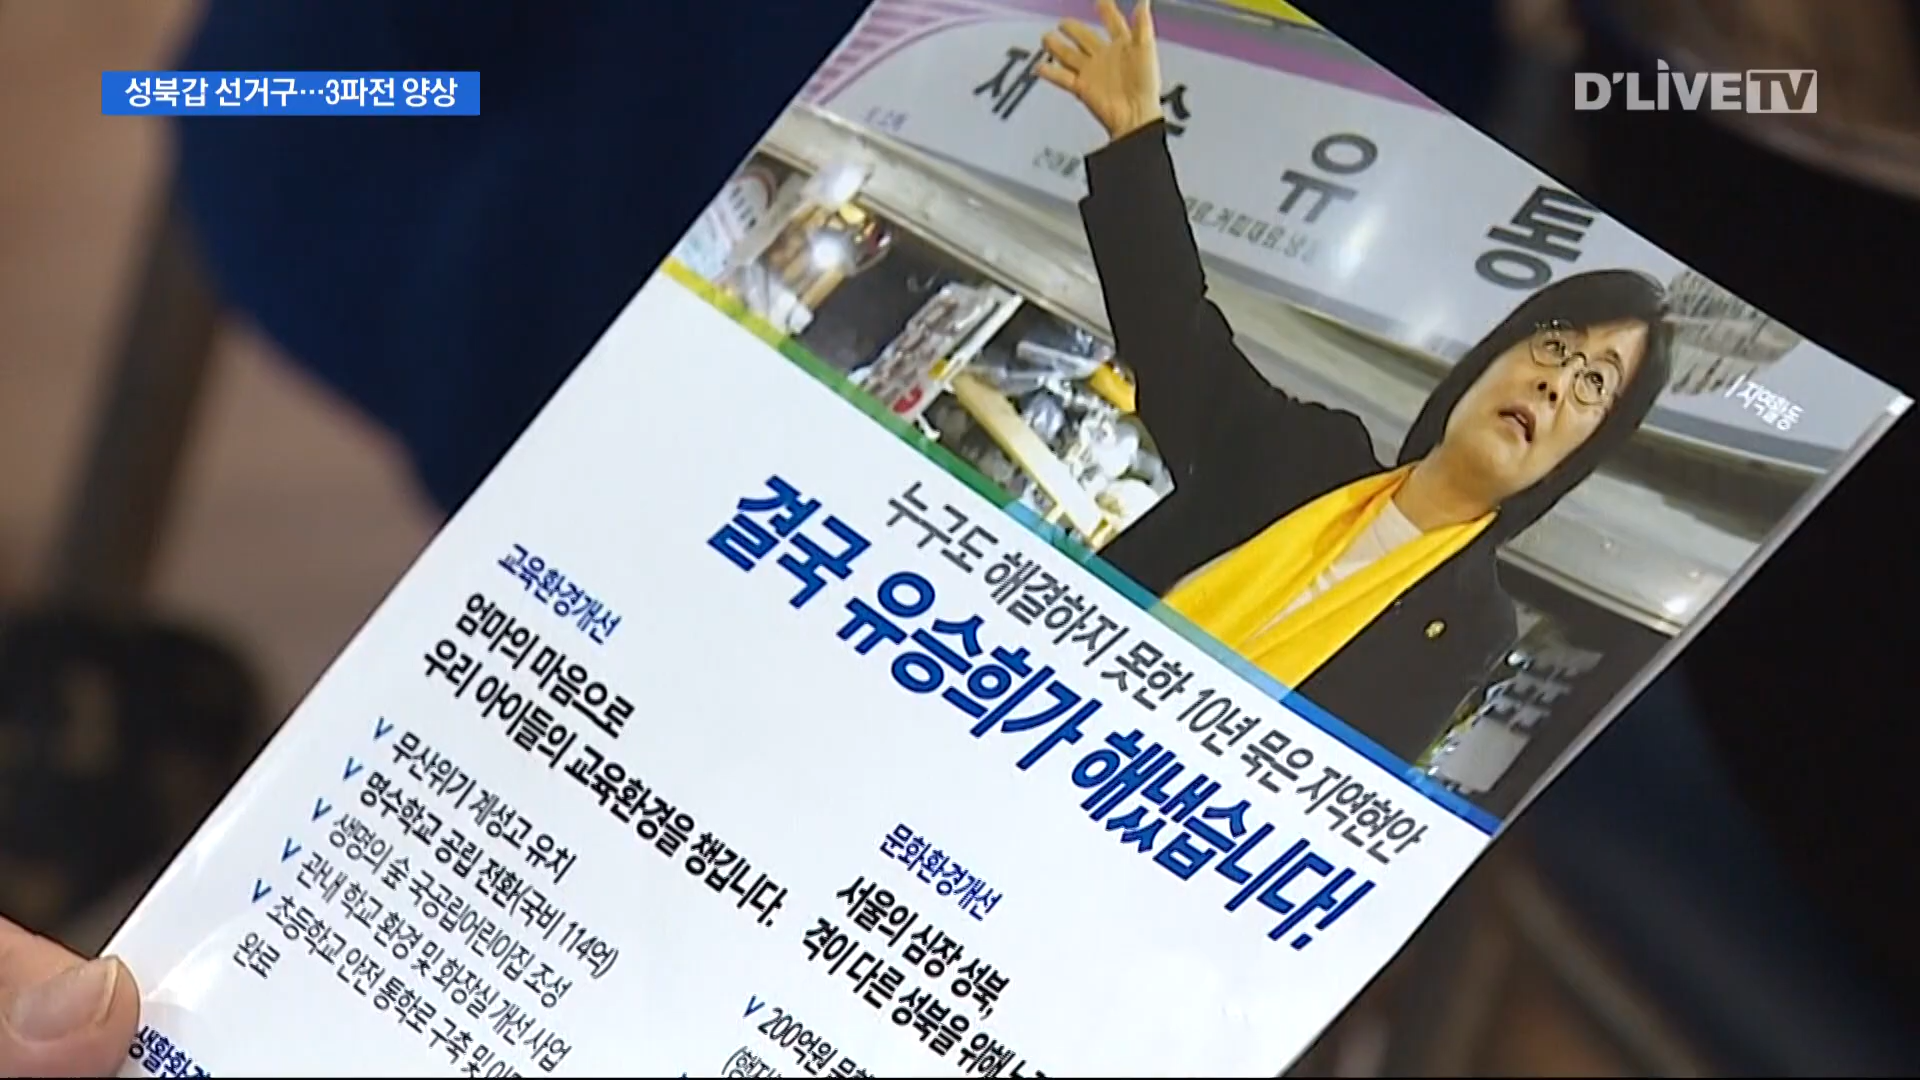 성북갑 선거구…3파전 양상
D'LIVE TV
재
유
통
지역활동
누구도 해결하지 못한 10년 묵은 지역현안
결국 유승희가 해냈습니다!
교육환경개선
엄마의 마음으로
우리 아이들의 교육환경을 챙깁니다.
v 무산위기 계성고 유치
v 명수학교 공립 전환(국비 114억)
v 생명의 숲 국공립어린이집 조성
v 관내 학교 환경 및 화장실 개선 사업
v 초등학교 안전 통학로 구축 및
완료
문화환경개선
서울의 심장 성북,
격이 다른 성북을 위해
v 200억원
생활환경